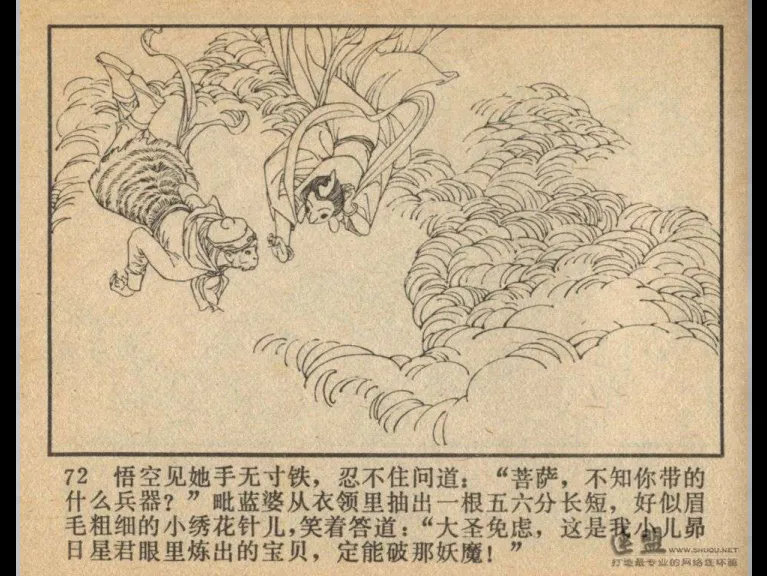 72 悟空见她手无寸铁，忍不住问道：“菩萨，不知你带的
什么兵器？”毗蓝婆从衣领里抽出一根五六分长短，好似眉
毛粗细的小绣花针儿，笑着答道：“大圣免虑，这是我小儿昴
日星君眼里炼出的宝贝，定能破那妖魔！”
WWW.SHUQU.NET
打造最专业的网络连环画